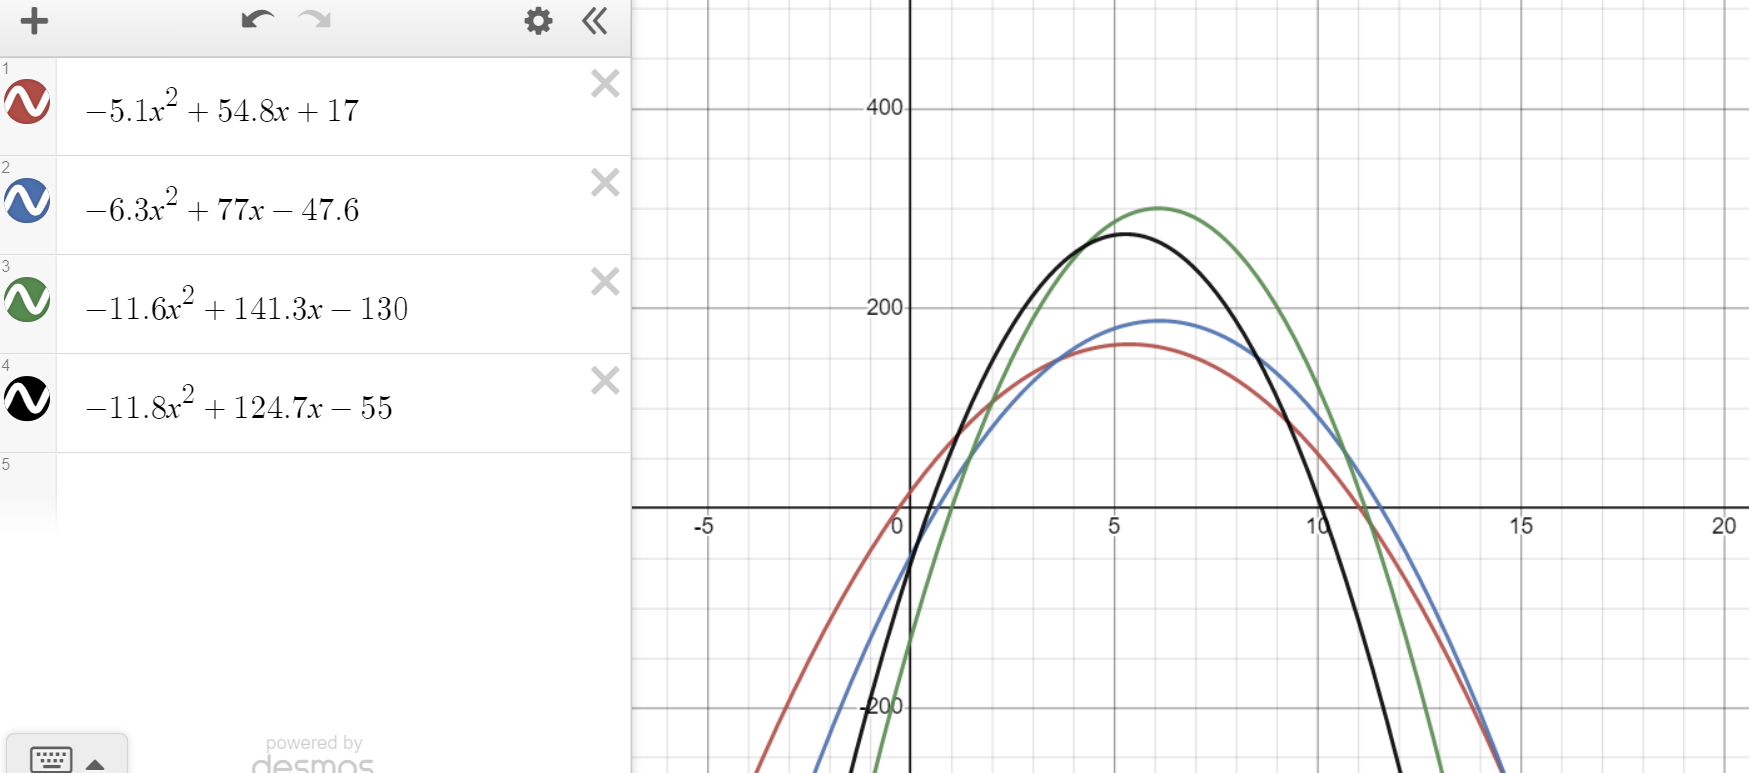 1
−5.1x² + 54.8x + 17
2
−6.3x² + 77x − 47.6
3
−11.6x² + 141.3x − 130
4
−11.8x² + 124.7x − 55
5
powered by
desmos
400
200
-5
0
5
10
15
20
-200